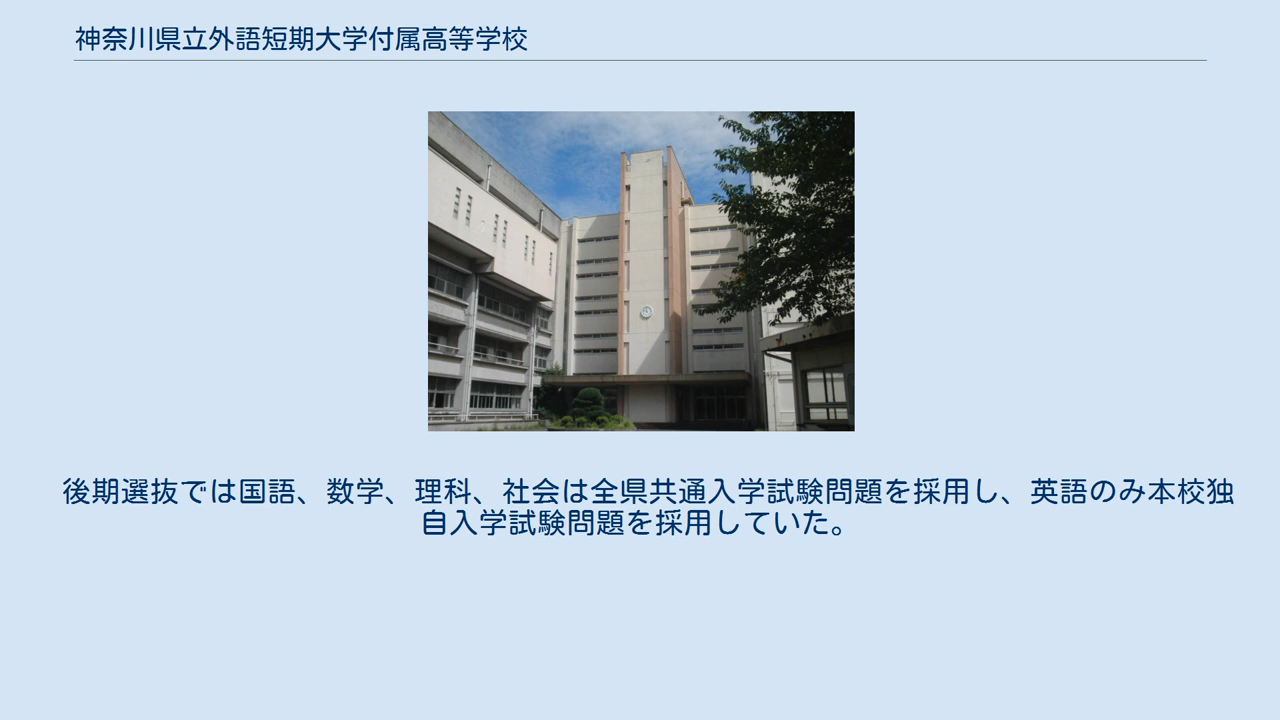 神奈川県立外語短期大学付属高等学校
後期選抜では国語、数学、理科、社会は全県共通入学試験問題を採用し、英語のみ本校独
自入学試験問題を採用していた。